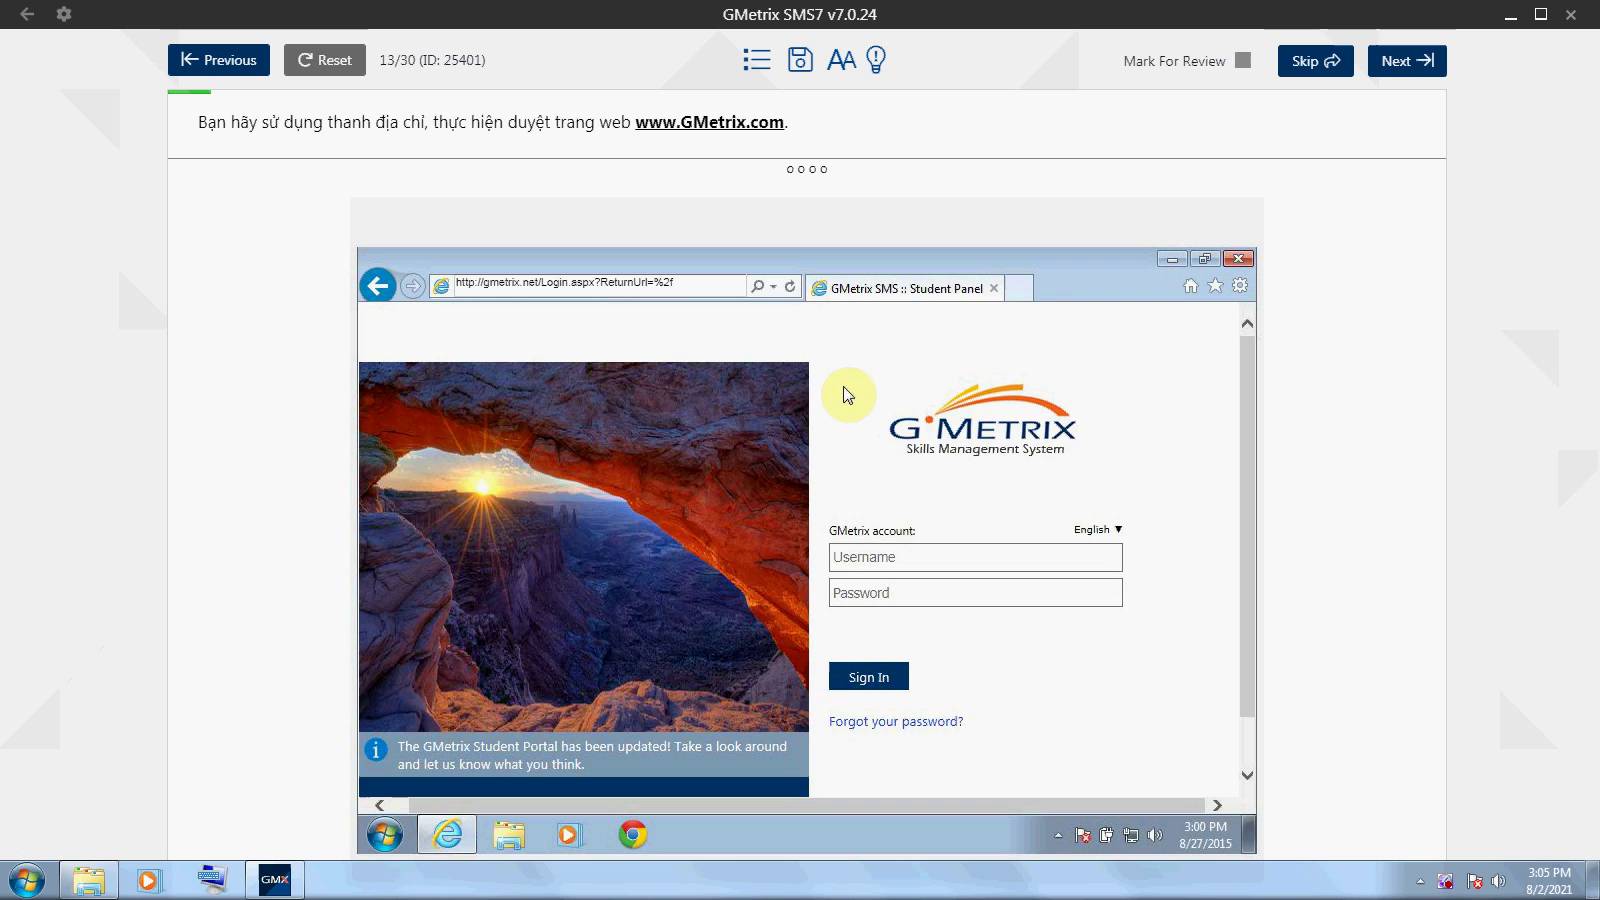 GMetrix SMS7 v7.0.24
Previous
Reset
13/30 (ID: 25401)
AA
Mark For Review
Skip
Next
Bạn hãy sử dụng thanh địa chỉ, thực hiện duyệt trang web www.GMetrix.com.
http://gmetrix.net/Login.aspx?ReturnUrl=%2f
GMetrix SMS :: Student Panel
GMETRIX
Skills Management System
GMetrix account:
English ▼
Username
Password
Sign In
Forgot your password?
The GMetrix Student Portal has been updated! Take a look around
and let us know what you think.
3:00 PM
8/27/2015
GMX
3:05 PM
8/2/2021